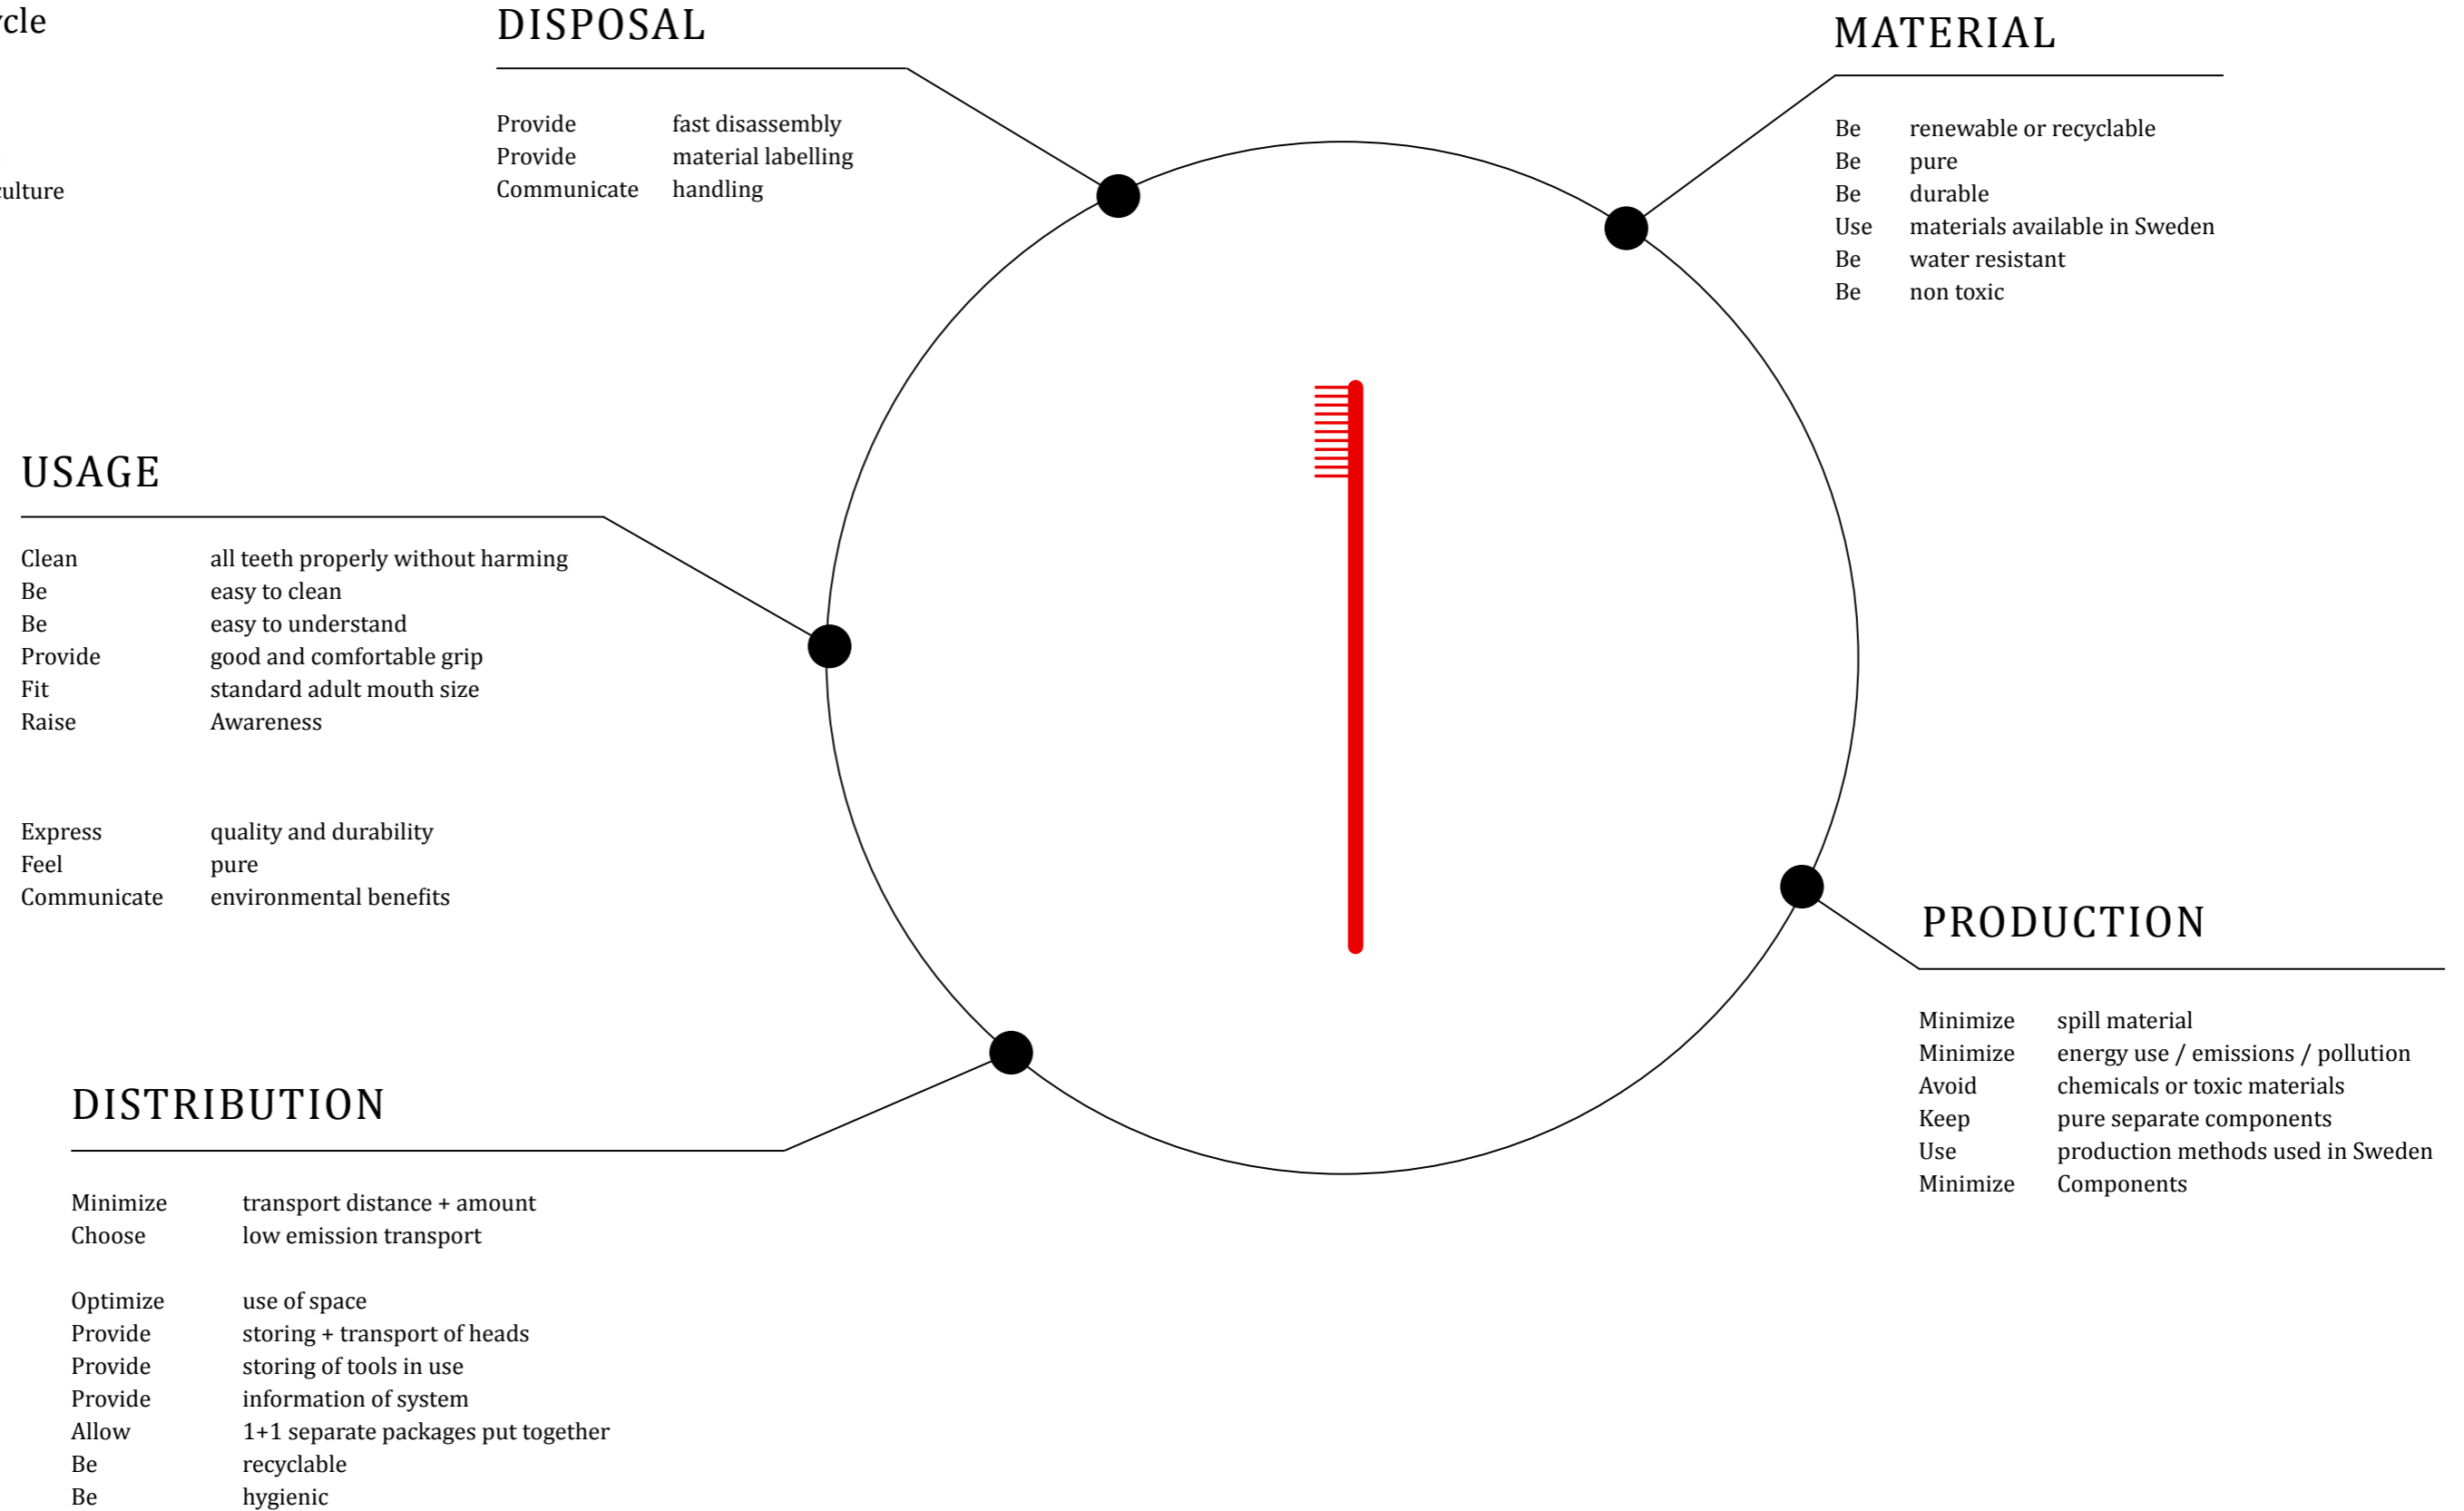 DISPOSAL
Provide fast disassembly
Provide material labelling
Communicate handling
MATERIAL
Be renewable or recyclable
Be pure
Be durable
Use materials available in Sweden
Be water resistant
Be non toxic
USAGE
Clean all teeth properly without harming
Be easy to clean
Be easy to understand
Provide good and comfortable grip
Fit standard adult mouth size
Raise Awareness
Express quality and durability
Feel pure
Communicate environmental benefits
PRODUCTION
Minimize spill material
Minimize energy use / emissions / pollution
Avoid chemicals or toxic materials
Keep pure separate components
Use production methods used in Sweden
Minimize Components
DISTRIBUTION
Minimize transport distance + amount
Choose low emission transport
Optimize use of space
Provide storing + transport of heads
Provide storing of tools in use
Provide information of system
Allow 1+1 separate packages put together
Be recyclable
Be hygienic